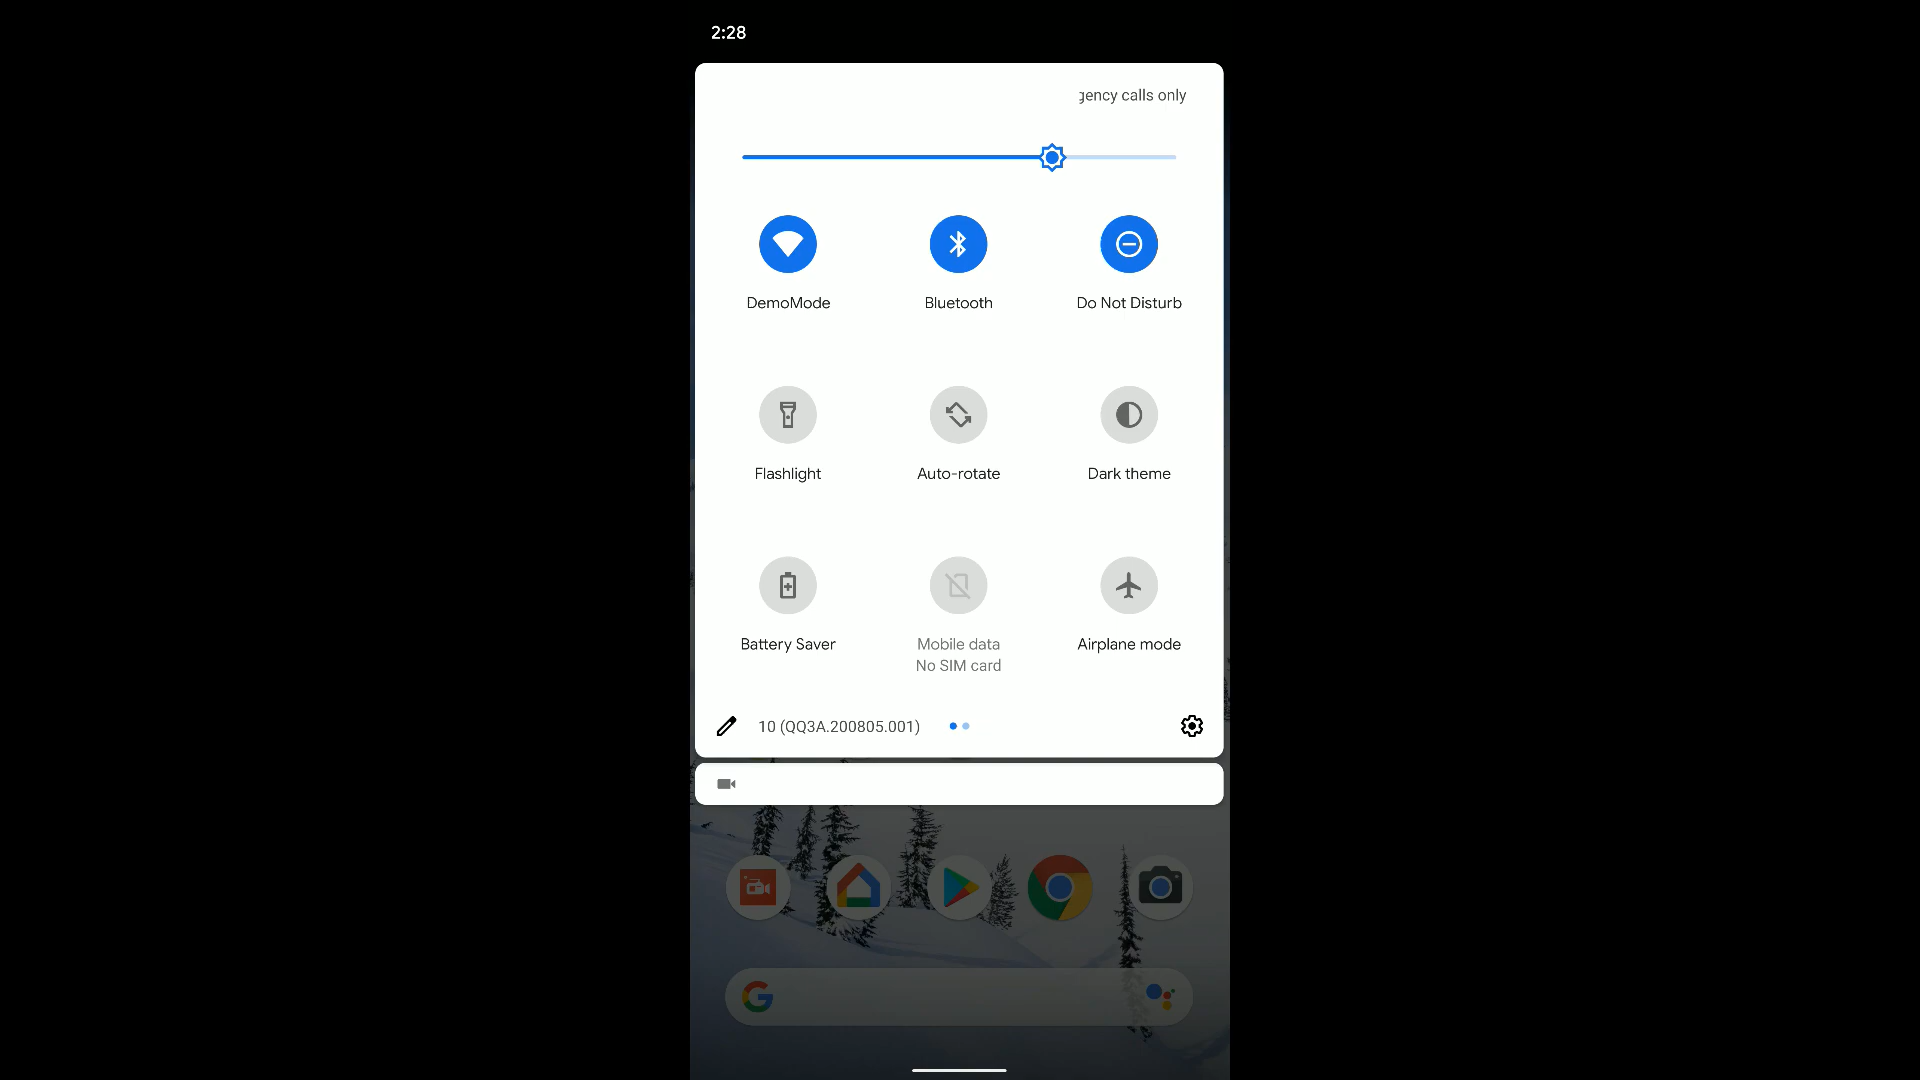 2:28
gency calls only
DemoMode
Bluetooth
Do Not Disturb
Flashlight
Auto-rotate
Dark theme
Battery Saver
Mobile data
No SIM card
Airplane mode
10 (QQ3A.200805.001)